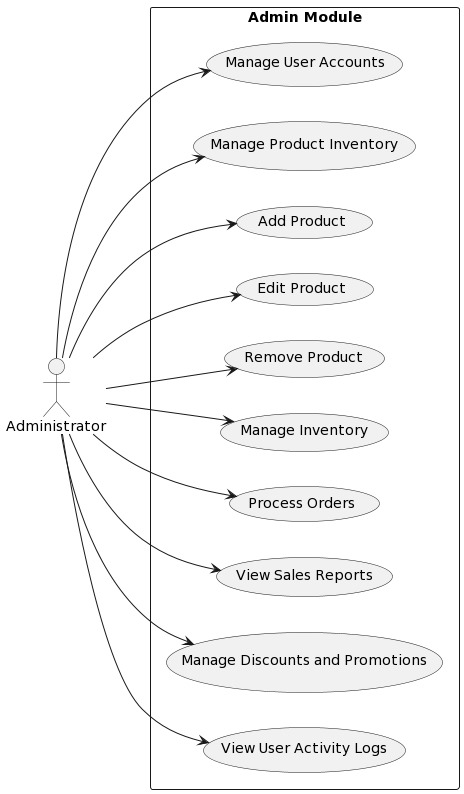 Admin Module
Manage User Accounts
Manage Product Inventory
Add Product
Edit Product
Remove Product
Administrator
Manage Inventory
Process Orders
View Sales Reports
Manage Discounts and Promotions
View User Activity Logs